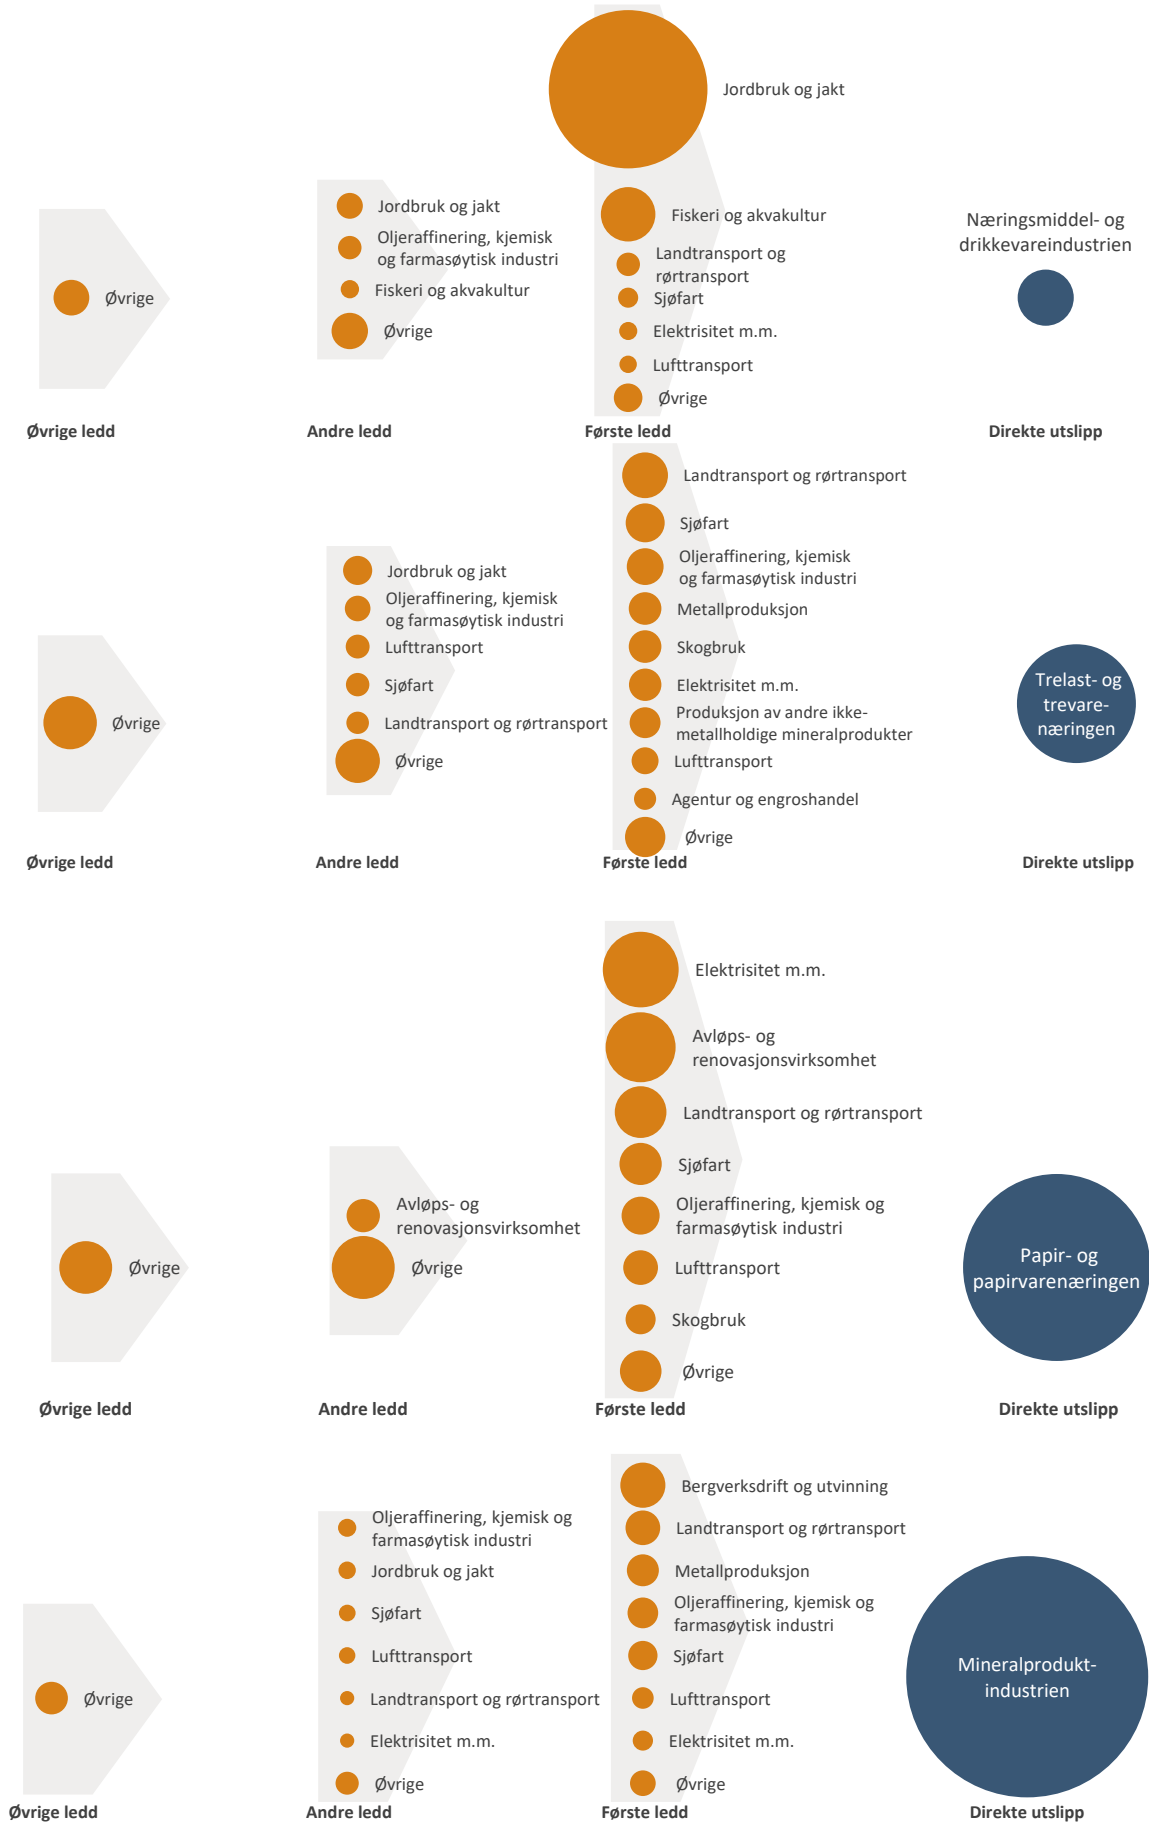 Jordbruk og jakt
Fiskeri og akvakultur
Landtransport og
rørtransport
Sjøfart
Elektrisitet m.m.
Lufttransport
Øvrige
Jordbruk og jakt
Oljeraffinering, kjemisk
og farmasøytisk industri
Fiskeri og akvakultur
Øvrige
Øvrige
Næringsmiddel- og
drikkevareindustrien
Øvrige ledd
Andre ledd
Første ledd
Direkte utslipp
Landtransport og rørtransport
Sjøfart
Oljeraffinering, kjemisk
og farmasøytisk industri
Metallproduksjon
Skogbruk
Elektrisitet m.m.
Produksjon av andre ikke-
metallholdige mineralprodukter
Lufttransport
Agentur og engroshandel
Øvrige
Jordbruk og jakt
Oljeraffinering, kjemisk
og farmasøytisk industri
Lufttransport
Sjøfart
Landtransport og rørtransport
Øvrige
Øvrige
Trelast- og
trevare-
næringen
Øvrige ledd
Andre ledd
Første ledd
Direkte utslipp
Elektrisitet m.m.
Avløps- og
renovasjonsvirksomhet
Landtransport og rørtransport
Sjøfart
Oljeraffinering, kjemisk og
farmasøytisk industri
Lufttransport
Skogbruk
Øvrige
Avløps- og
renovasjonsvirksomhet
Øvrige
Øvrige
Papir- og
papirvarenæringen
Øvrige ledd
Andre ledd
Første ledd
Direkte utslipp
Bergverksdrift og utvinning
Landtransport og rørtransport
Metallproduksjon
Oljeraffinering, kjemisk og
farmasøytisk industri
Sjøfart
Lufttransport
Elektrisitet m.m.
Øvrige
Oljeraffinering, kjemisk og
farmasøytisk industri
Jordbruk og jakt
Sjøfart
Lufttransport
Landtransport og rørtransport
Elektrisitet m.m.
Øvrige
Øvrige
Mineralprodukt-
industrien
Øvrige ledd
Andre ledd
Første ledd
Direkte utslipp